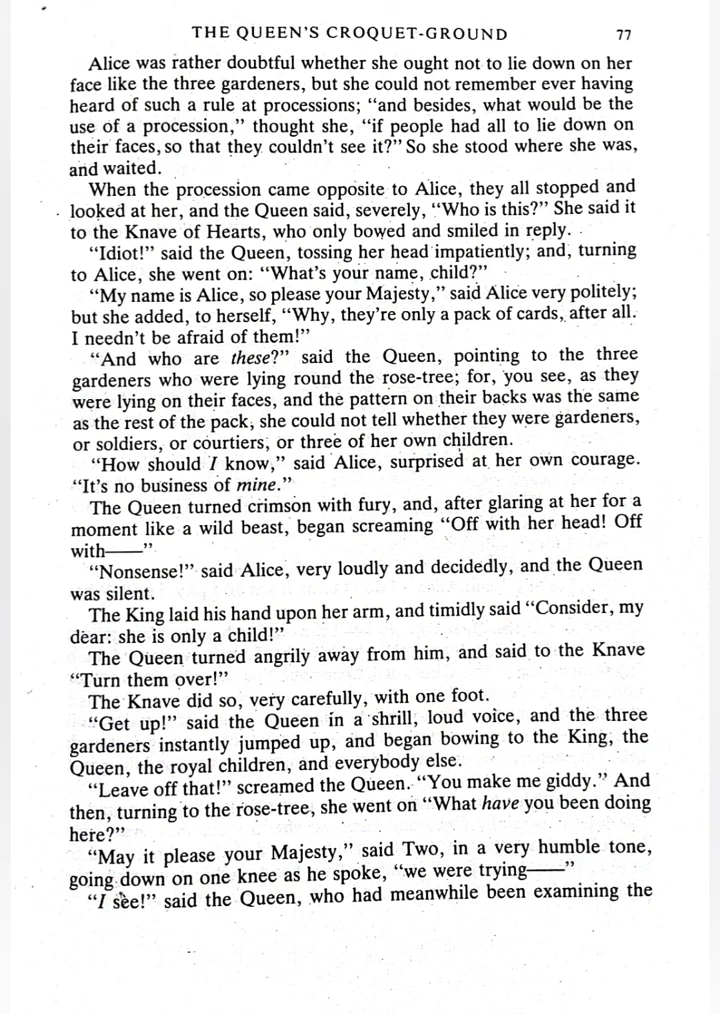 THE QUEEN'S CROQUET-GROUND 77
Alice was rather doubtful whether she ought not to lie down on her
face like the three gardeners, but she could not remember ever having
heard of such a rule at processions; “and besides, what would be the
use of a procession,” thought she, “if people had all to lie down on
their faces, so that they couldn't see it?” So she stood where she was,
and waited.
When the procession came opposite to Alice, they all stopped and
looked at her, and the Queen said, severely, “Who is this?” She said it
to the Knave of Hearts, who only bowed and smiled in reply.
“Idiot!” said the Queen, tossing her head impatiently; and, turning
to Alice, she went on: “What's your name, child?”
“My name is Alice, so please your Majesty,” said Alice very politely;
but she added, to herself, “Why, they're only a pack of cards, after all.
I needn't be afraid of them!”
“And who are these?” said the Queen, pointing to the three
gardeners who were lying round the rose-tree; for, you see, as they
were lying on their faces, and the pattern on their backs was the same
as the rest of the pack, she could not tell whether they were gardeners,
or soldiers, or courtiers, or three of her own children.
“How should I know,” said Alice, surprised at her own courage.
“It's no business of mine.”
The Queen turned crimson with fury, and, after glaring at her for a
moment like a wild beast, began screaming “Off with her head! Off
with——”
“Nonsense!” said Alice, very loudly and decidedly, and the Queen
was silent.
The King laid his hand upon her arm, and timidly said “Consider, my
dear: she is only a child!”
The Queen turned angrily away from him, and said to the Knave
“Turn them over!”
The Knave did so, very carefully, with one foot.
“Get up!” said the Queen in a shrill, loud voice, and the three
gardeners instantly jumped up, and began bowing to the King, the
Queen, the royal children, and everybody else.
“Leave off that!” screamed the Queen. “You make me giddy.” And
then, turning to the rose-tree, she went on “What have you been doing
here?”
“May it please your Majesty,” said Two, in a very humble tone,
going down on one knee as he spoke, “we were trying——”
“I see!” said the Queen, who had meanwhile been examining the